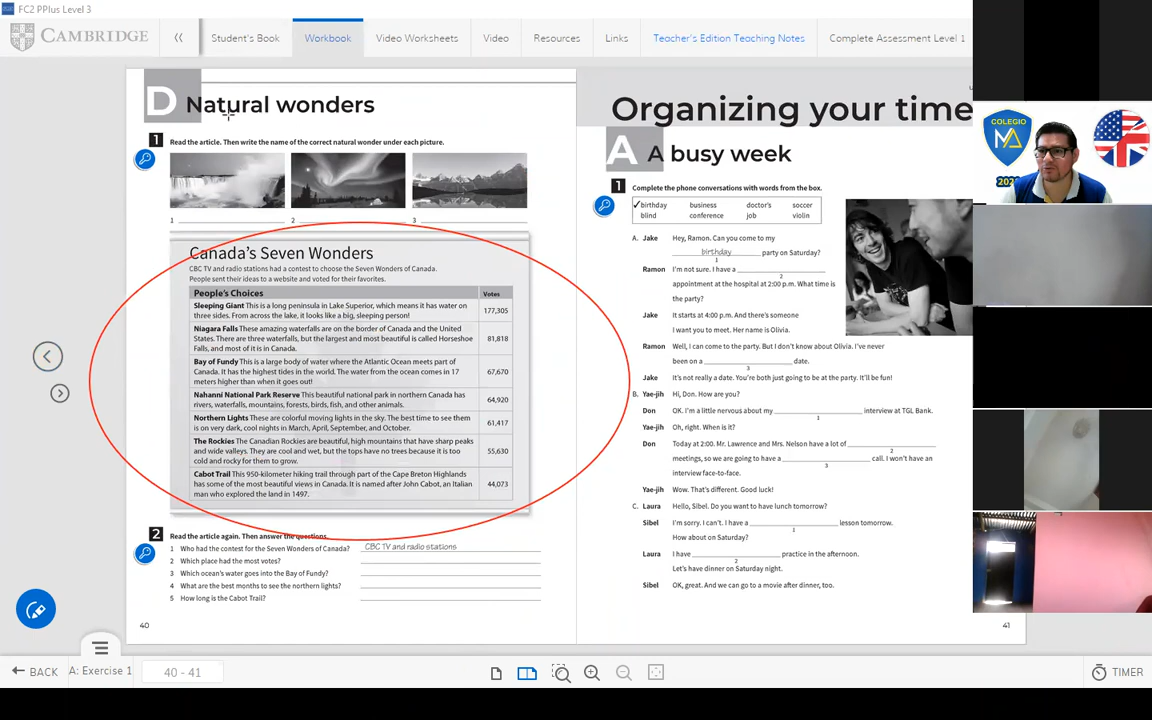 FC2 PPlus Level 3
CAMBRIDGE
Student's Book
Workbook
Video Worksheets
Video
Resources
Links
Teacher's Edition Teaching Notes
Complete Assessment Level 1
D Natural wonders
1 Read the article. Then write the name of the correct natural wonder under each picture.
1
2
3
Canada's Seven Wonders
CBC TV and radio stations had a contest to choose the Seven Wonders of Canada.
People sent their ideas to a website and voted for their favorites.
People's Choices Votes
Sleeping Giant This is a long peninsula in Lake Superior, which means it has water on
three sides. From across the lake, it looks like a big, sleeping person!
177,305
Niagara Falls These amazing waterfalls are on the border of Canada and the United
States. There are three waterfalls, but the largest and most beautiful is called Horseshoe
Falls, and most of it is in Canada.
81,818
Bay of Fundy This is a large body of water where the Atlantic Ocean meets part of
Canada. It has the highest tides in the world. The water from the ocean comes in 17
meters higher than when it goes out!
67,670
Nahanni National Park Reserve This beautiful national park in northern Canada has
rivers, waterfalls, mountains, forests, birds, fish, and other animals.
64,920
Northern Lights These are colorful moving lights in the sky. The best time to see them
is on very dark, cool nights in March, April, September, and October.
61,417
The Rockies The Canadian Rockies are beautiful, high mountains that have sharp peaks
and wide valleys. They are cool and wet, but the tops have no trees because it is too
cold and rocky for them to grow.
55,630
Cabot Trail This 950-kilometer hiking trail through part of the Cape Breton Highlands
has some of the most beautiful views in Canada. It is named after John Cabot, an Italian
man who explored the land in 1497.
44,073
2 Read the article again. Then answer the questions.
1 Who had the contest for the Seven Wonders of Canada? CBC TV and radio stations
2 Which place had the most votes?
3 Which ocean's water goes into the Bay of Fundy?
4 What are the best months to see the northern lights?
5 How long is the Cabot Trail?
40
Organizing your time
A A busy week
1 Complete the phone conversations with words from the box.
✓birthday business doctor's soccer
blind conference job violin
A. Jake Hey, Ramon. Can you come to my
birthday party on Saturday?
1
Ramon I'm not sure. I have a
2
appointment at the hospital at 2:00 p.m. What time is
the party?
Jake It starts at 4:00 p.m. And there's someone
I want you to meet. Her name is Olivia.
Ramon Well, I can come to the party. But I don't know about Olivia. I've never
been on a date.
3
Jake It's not really a date. You're both just going to be at the party. It'll be fun!
B. Yae-jih Hi, Don. How are you?
Don OK. I'm a little nervous about my interview at TGL Bank.
1
Yae-jih Oh, right. When is it?
Don Today at 2:00. Mr. Lawrence and Mrs. Nelson have a lot of
2
meetings, so we are going to have a call. I won't have an
3
interview face-to-face.
Yae-jih Wow. That's different. Good luck!
C. Laura Hello, Sibel. Do you want to have lunch tomorrow?
Sibel I'm sorry. I can't. I have a lesson tomorrow.
1
How about on Saturday?
Laura I have practice in the afternoon.
2
Let's have dinner on Saturday night.
Sibel OK, great. And we can go to a movie after dinner, too.
41
COLEGIO
MA
BACK
A: Exercise 1
40 - 41
TIMER